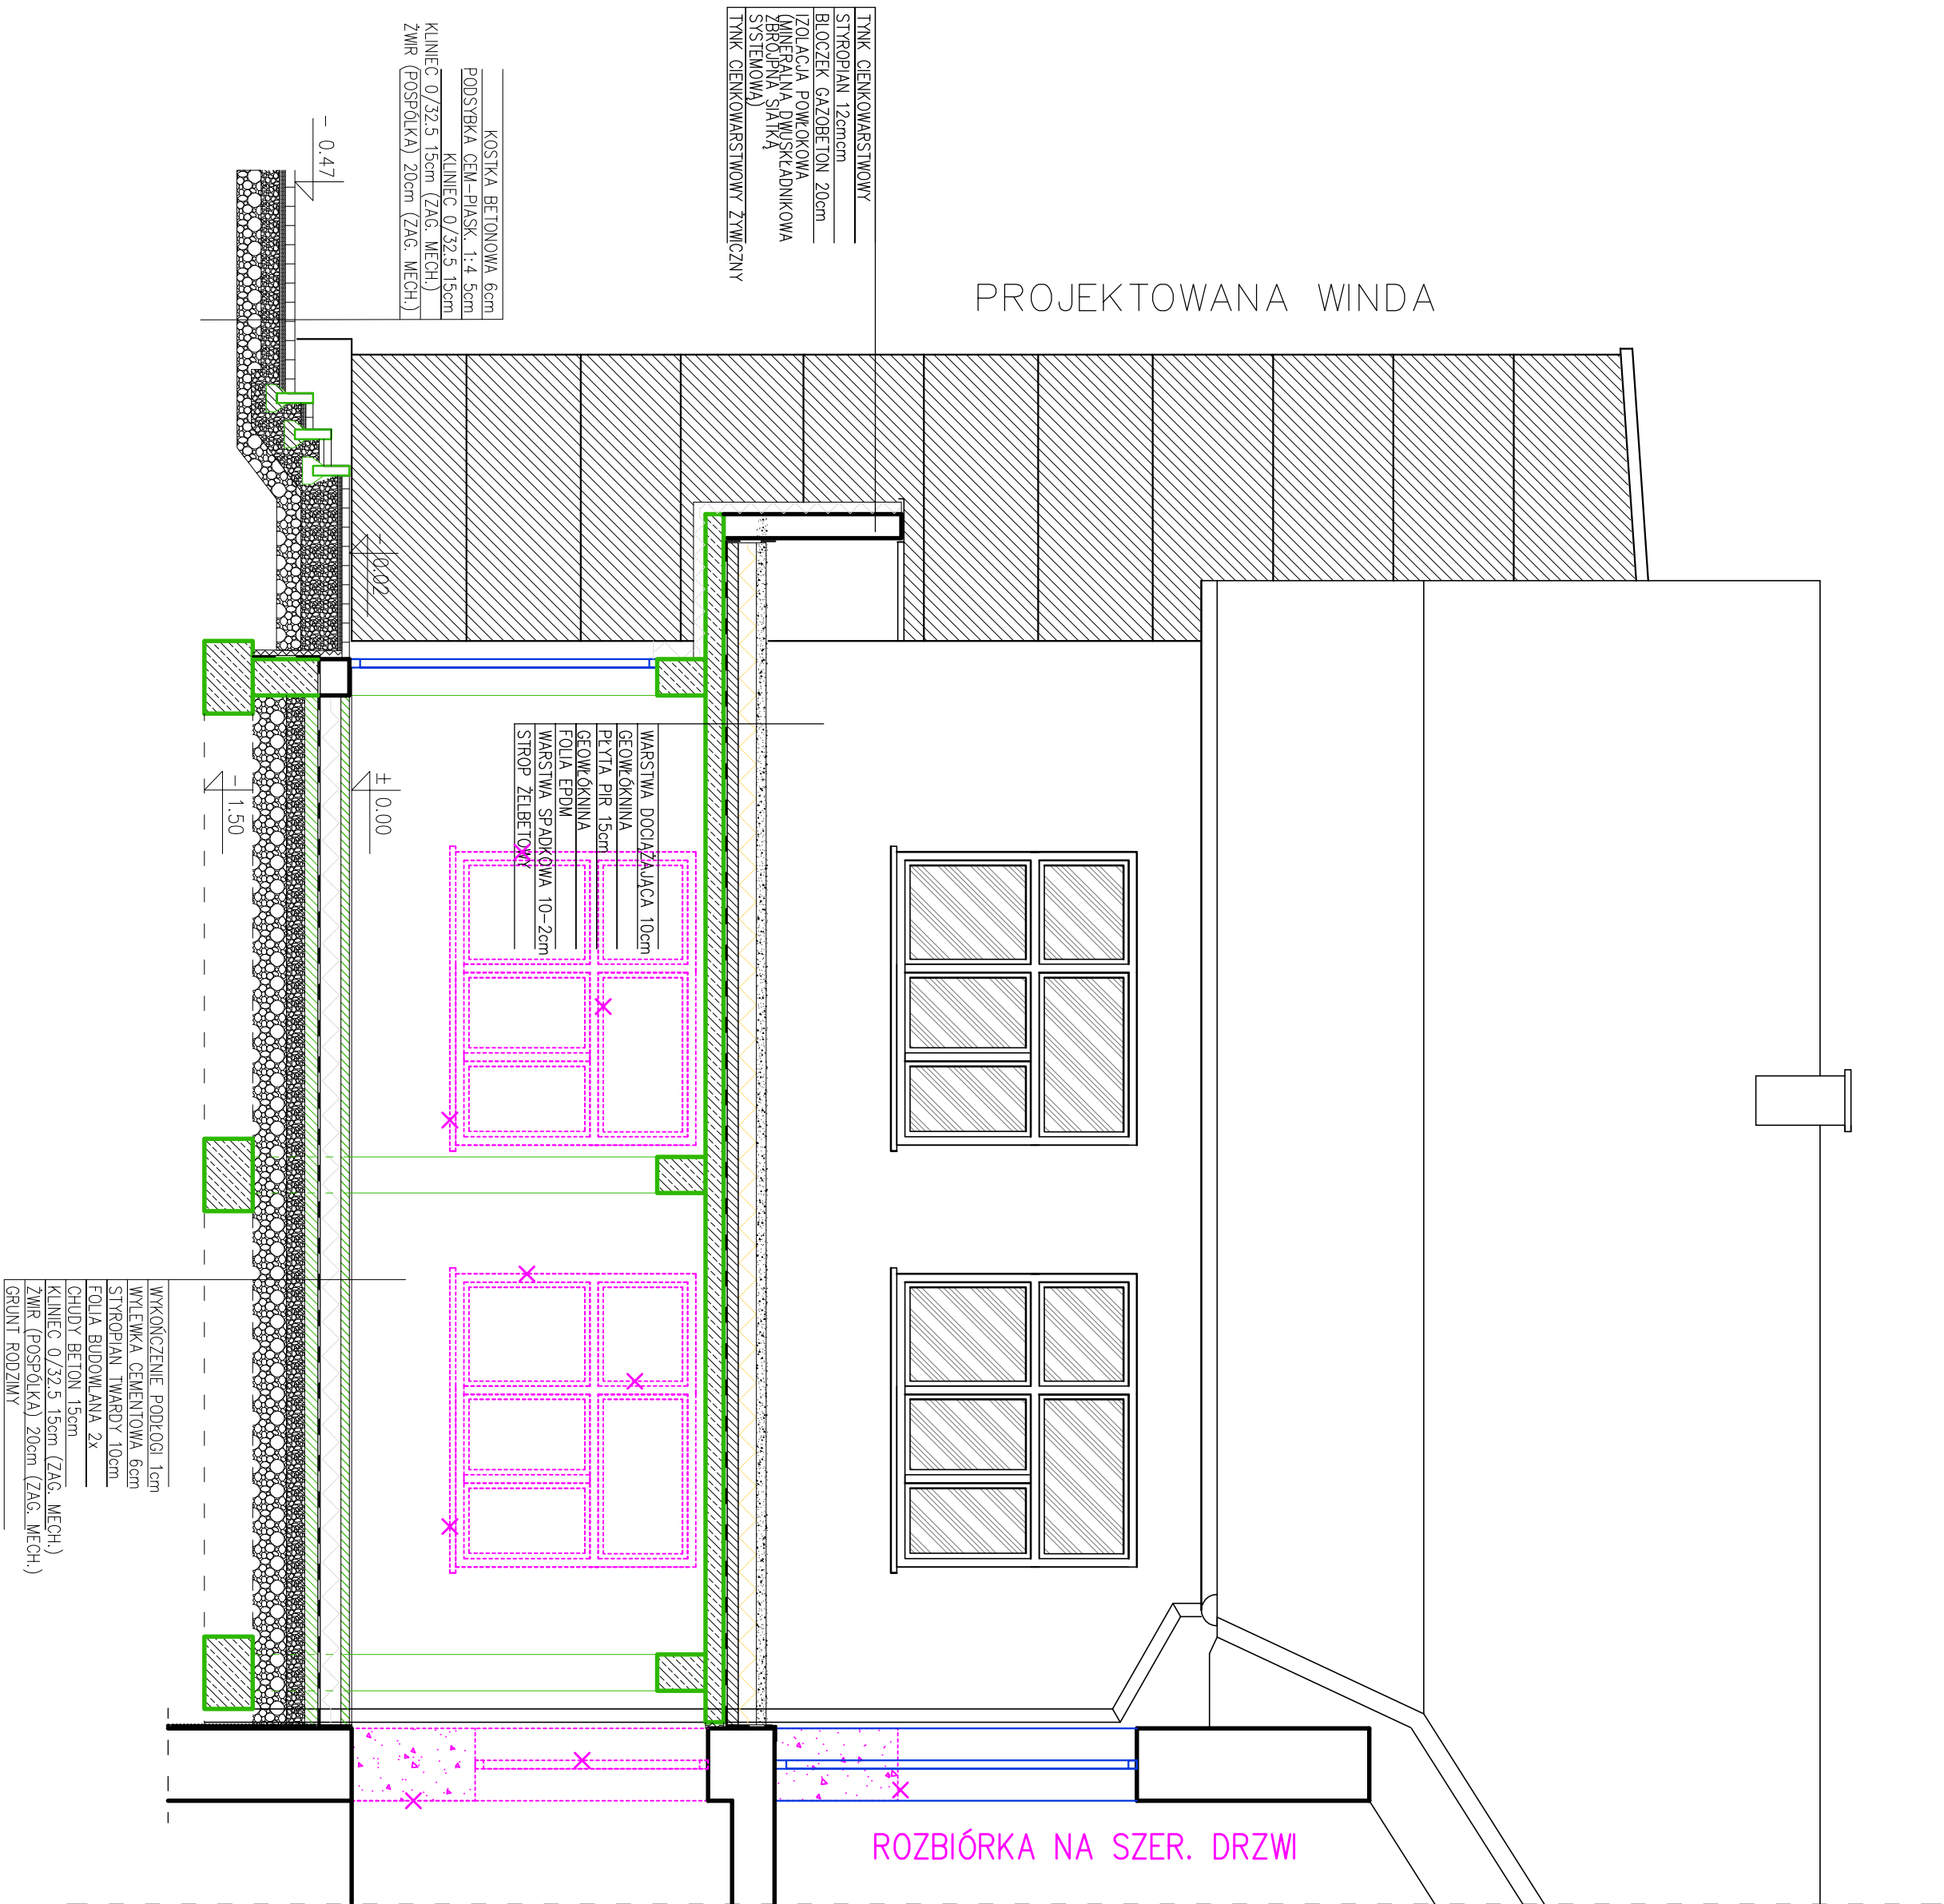 PROJEKTOWANA WINDA
TYNK CIENKOWARSTWOWY
STYROPIAN 12cmcm
BLOCZEK GAZOBETON 20cm
IZOLACJA POWŁOKOWA
(MINERALNA DWUSKŁADNIKOWA
ZBROJPNA SIATKĄ
SYSTEMOWĄ)
TYNK CIENKOWARSTWOWY ŻYWICZNY
KOSTKA BETONOWA 6cm
PODSYBKA CEM-PIASK. 1:4 5cm
KLINIEC 0/32.5 15cm
KLINIEC 0/32.5 15cm (ZAG. MECH.)
ŻWIR (POSPÓŁKA) 20cm (ZAG. MECH.)
- 0.47
- 0.02
± 0.00
- 1.50
WARSTWA DOCIĄŻAJĄCA 10cm
GEOWŁÓKNINA
PŁYTA PIR 15cm
GEOWŁÓKNINA
FOLIA EPDM
WARSTWA SPADKOWA 10-2cm
STROP ŻELBETOWY
WYKOŃCZENIE PODŁOGI 1cm
WYLEWKA CEMENTOWA 6cm
STYROPIAN TWARDY 10cm
FOLIA BUDOWLANA 2x
CHUDY BETON 15cm
KLINIEC 0/32.5 15cm (ZAG. MECH.)
ŻWIR (POSPÓŁKA) 20cm (ZAG. MECH.)
GRUNT RODZIMY
ROZBIÓRKA NA SZER. DRZWI